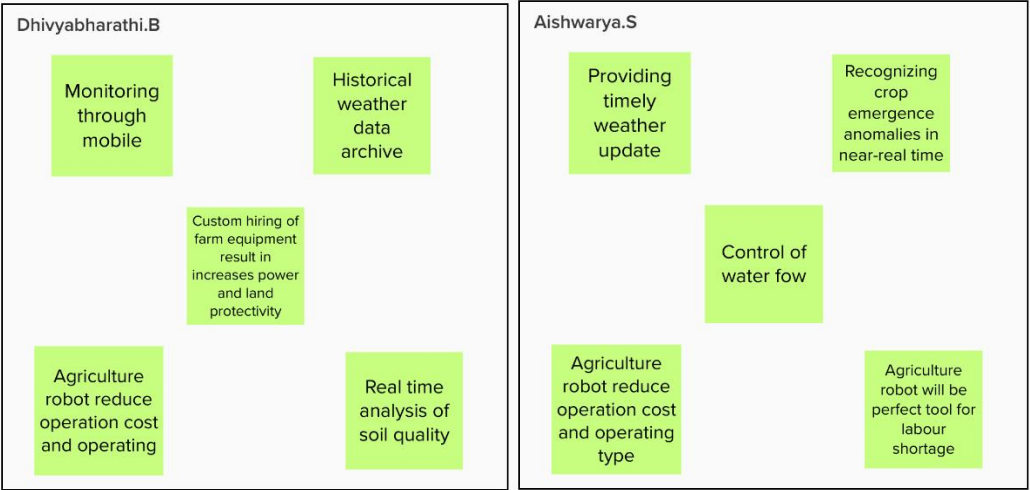 Dhivyabharathi.B
Monitoring
through
mobile
Historical
weather
data
archive
Custom hiring of
farm equipment
result in
increases power
and land
protectivity
Agriculture
robot reduce
operation cost
and operating
Real time
analysis of
soil quality
Aishwarya.S
Providing
timely
weather
update
Recognizing
crop
emergence
anomalies in
near-real time
Control of
water fow
Agriculture
robot reduce
operation cost
and operating
type
Agriculture
robot will be
perfect tool for
labour
shortage